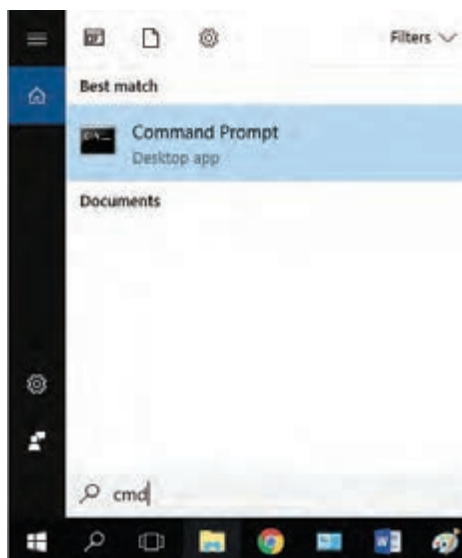 Filters
Best match
Command Prompt
Desktop app
Documents
cmd